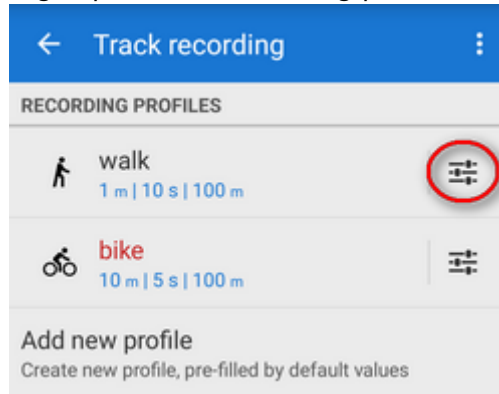 Track recording
RECORDING PROFILES
walk
1 m | 10 s | 100 m
bike
10 m | 5 s | 100 m
Add new profile
Create new profile, pre-filled by default values